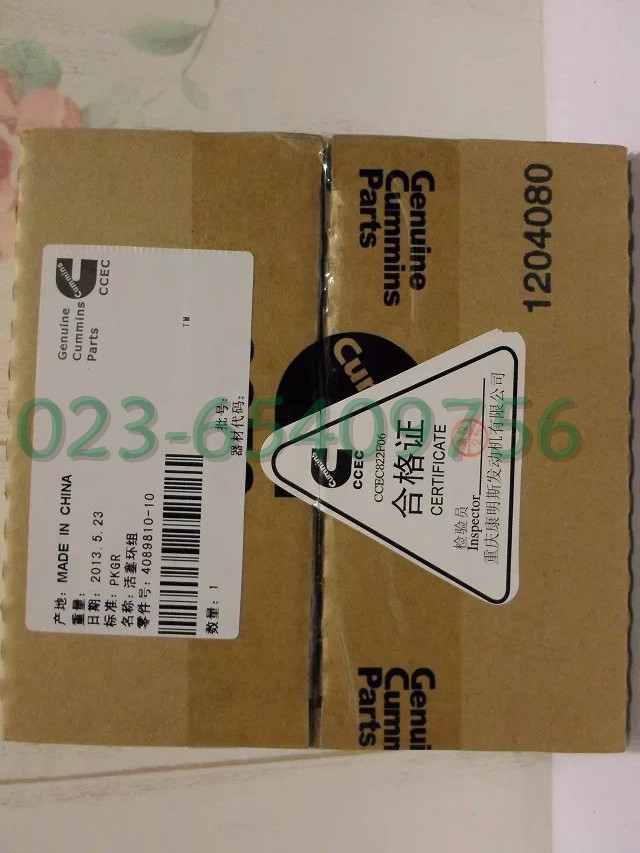 Cummins
CCEC
Genuine
Cummins
Parts
TM
产地: MADE IN CHINA
重量:
日期: 2013.5.23
标准: PKGR
名称: 活塞环组
零件号: 4089810-10
数量: 1
批号:
器材代码:
Genuine
Cummins
Parts
1204080
Cum
Cummins
CCEC
CCEC822F06
合格证
CERTIFICATE
检验员
Inspector
重庆康明斯发动机有限公司
Genui
Cumm
Parts
023-65409756